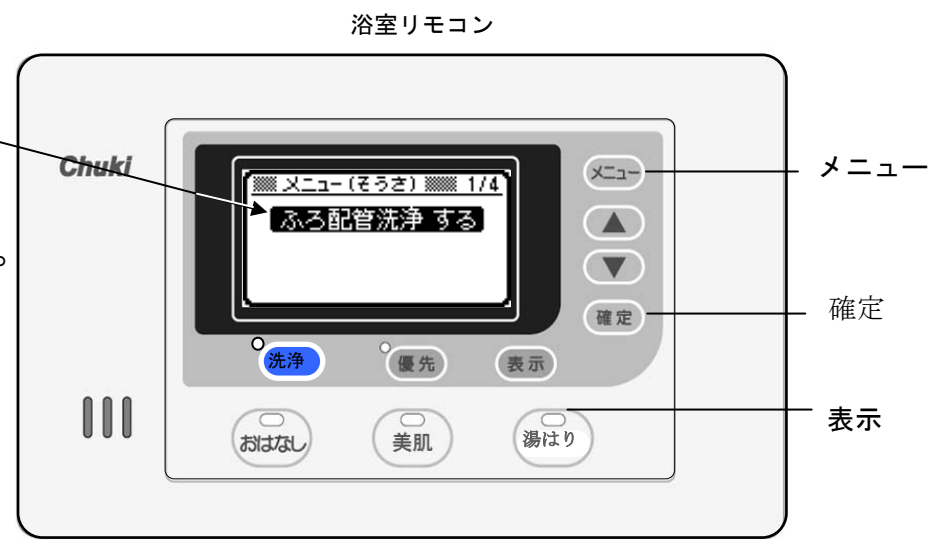 浴室リモコン
Chuki
メニュー(そうさ) 1/4
ふろ配管洗浄 する
。
メニュー
メニュー
▲
▼
確定
確定
洗浄
優先
表示
表示
おはなし
美肌
湯はり